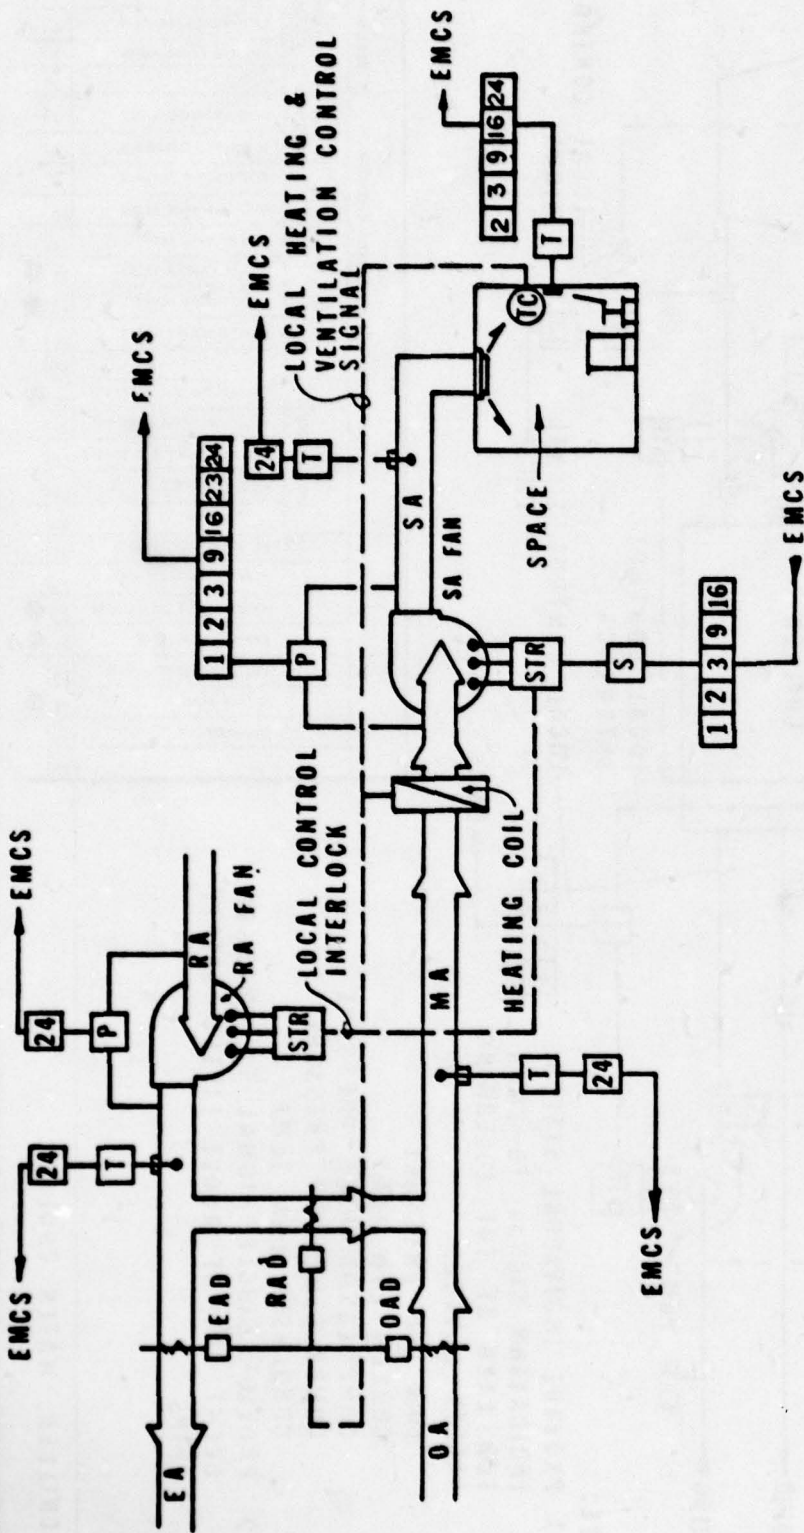 EMCS
24
T
EMCS
24
P
RA
RA FAN
STR
EA
EAD
RAD
OAD
OA
LOCAL CONTROL
INTERLOCK
MA
T
24
EMCS
HEATING COIL
EMCS
1 2 3 9 16 23 24
P
EMCS
24
T
LOCAL HEATING &
VENTILATION CONTROL
SIGNAL
SA
SA FAN
STR
S
1 2 3 9 16
EMCS
SPACE
TC
T
2 3 9 16 24
EMCS